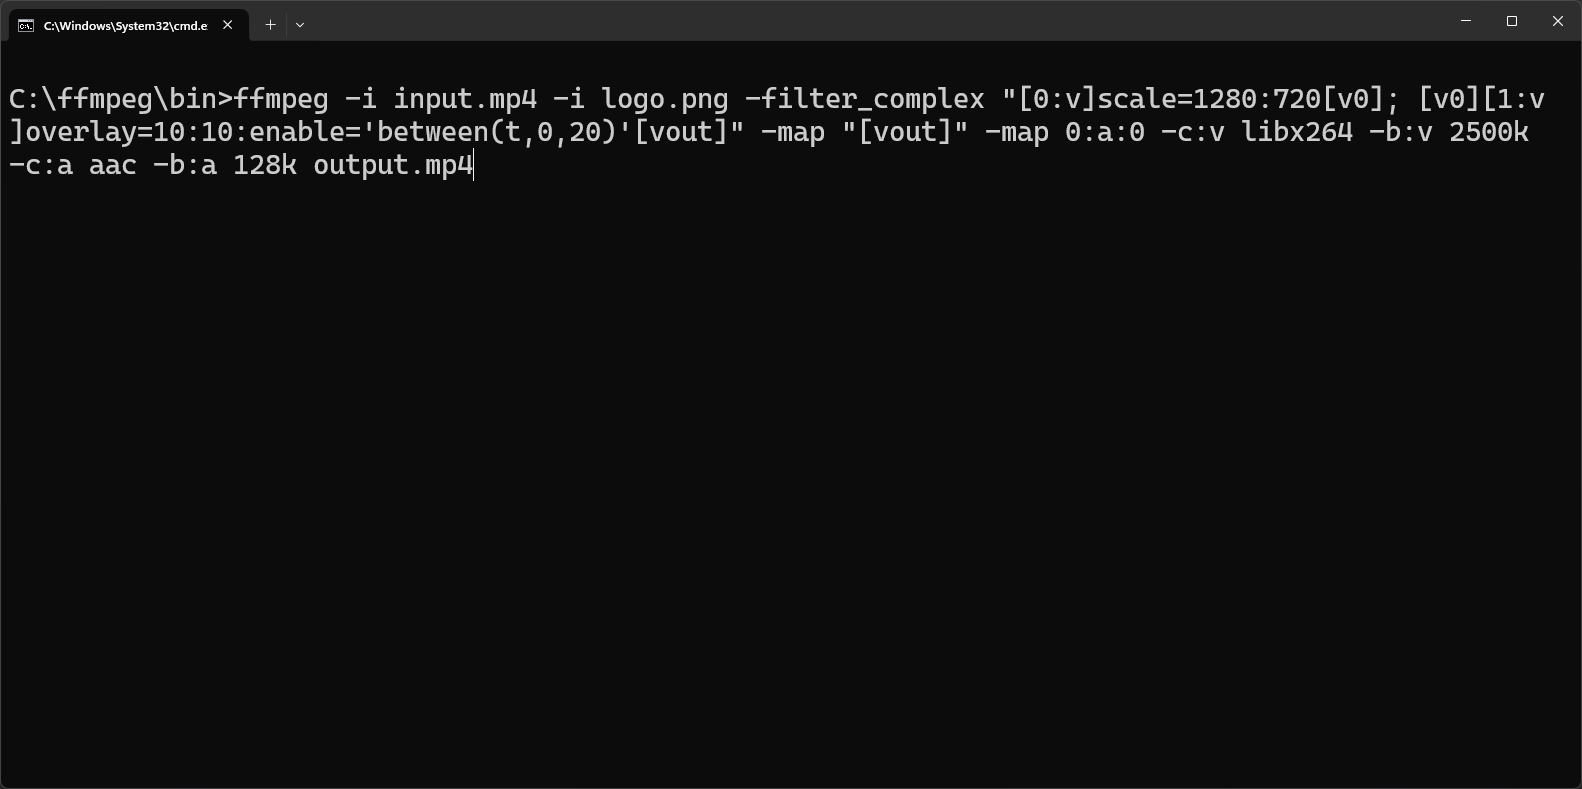 C:\Windows\System32\cmd.e
C:\ffmpeg\bin>ffmpeg -i input.mp4 -i logo.png -filter_complex "[0:v]scale=1280:720[v0]; [v0][1:v
]overlay=10:10:enable='between(t,0,20)'[vout]" -map "[vout]" -map 0:a:0 -c:v libx264 -b:v 2500k
-c:a aac -b:a 128k output.mp4